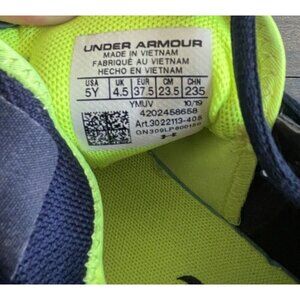 UNDER ARMOUR
MADE IN VIETNAM
FABRIQUÉ AU VIETNAM
HECHO EN VIETNAM
USA UK EUR CM CHN
5Y 4.5 37.5 23.5 235
YMUV 10/19
4202458658
Art.3022113-405